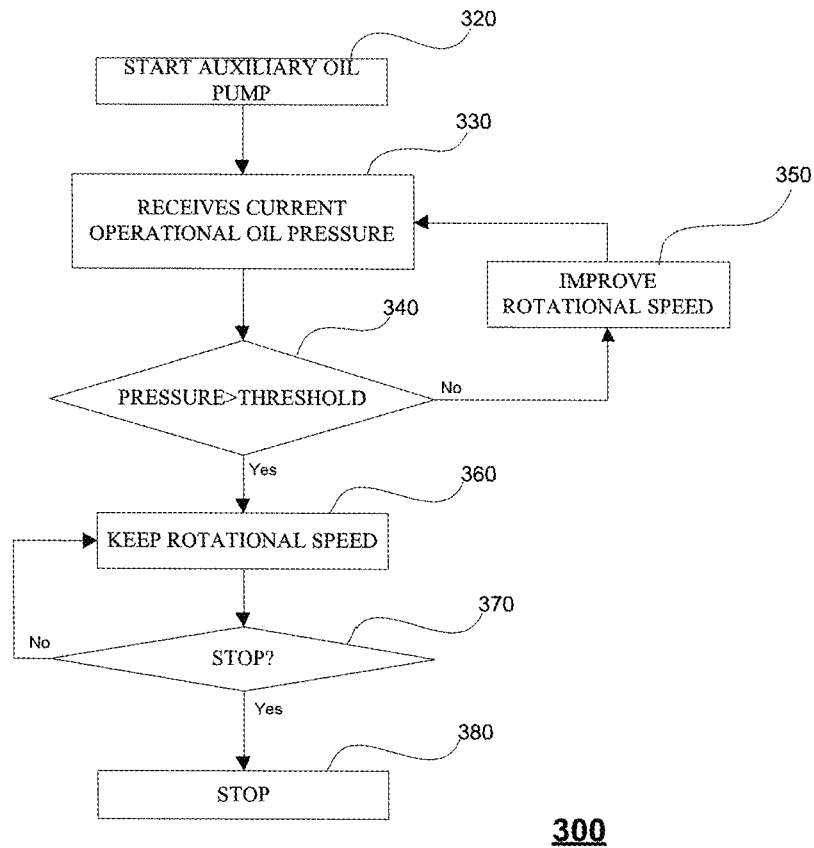 320
START AUXILIARY OIL
PUMP
330
RECEIVES CURRENT
OPERATIONAL OIL PRESSURE
350
IMPROVE
ROTATIONAL SPEED
340
PRESSURE>THRESHOLD
No
Yes
360
KEEP ROTATIONAL SPEED
370
No
STOP?
Yes
380
STOP
300